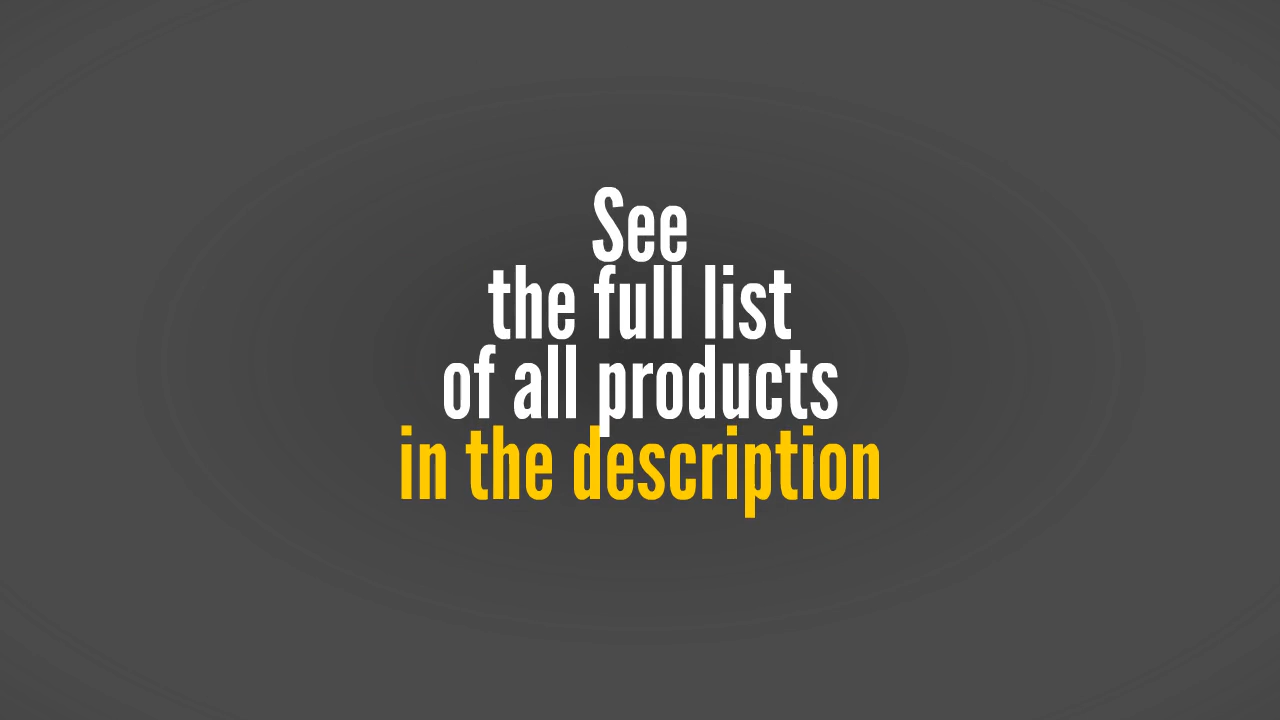 See
the full list
of all products
in the description